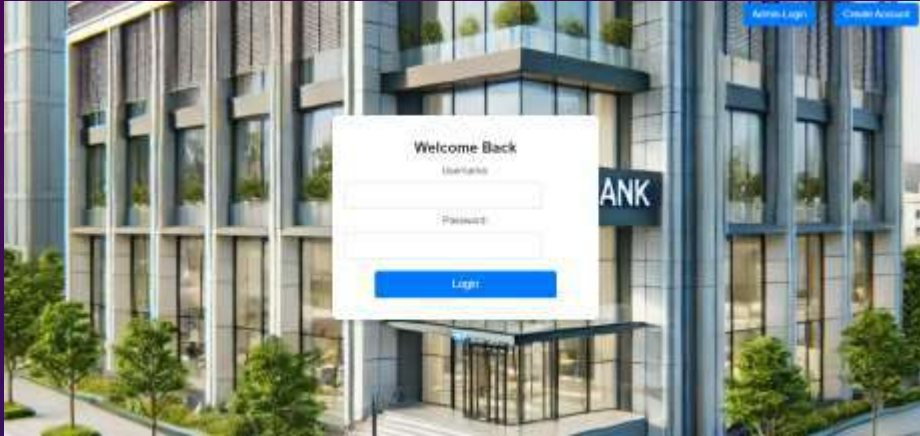 Admin Login
Create Account
Welcome Back
Username:
ANK
Password:
Login